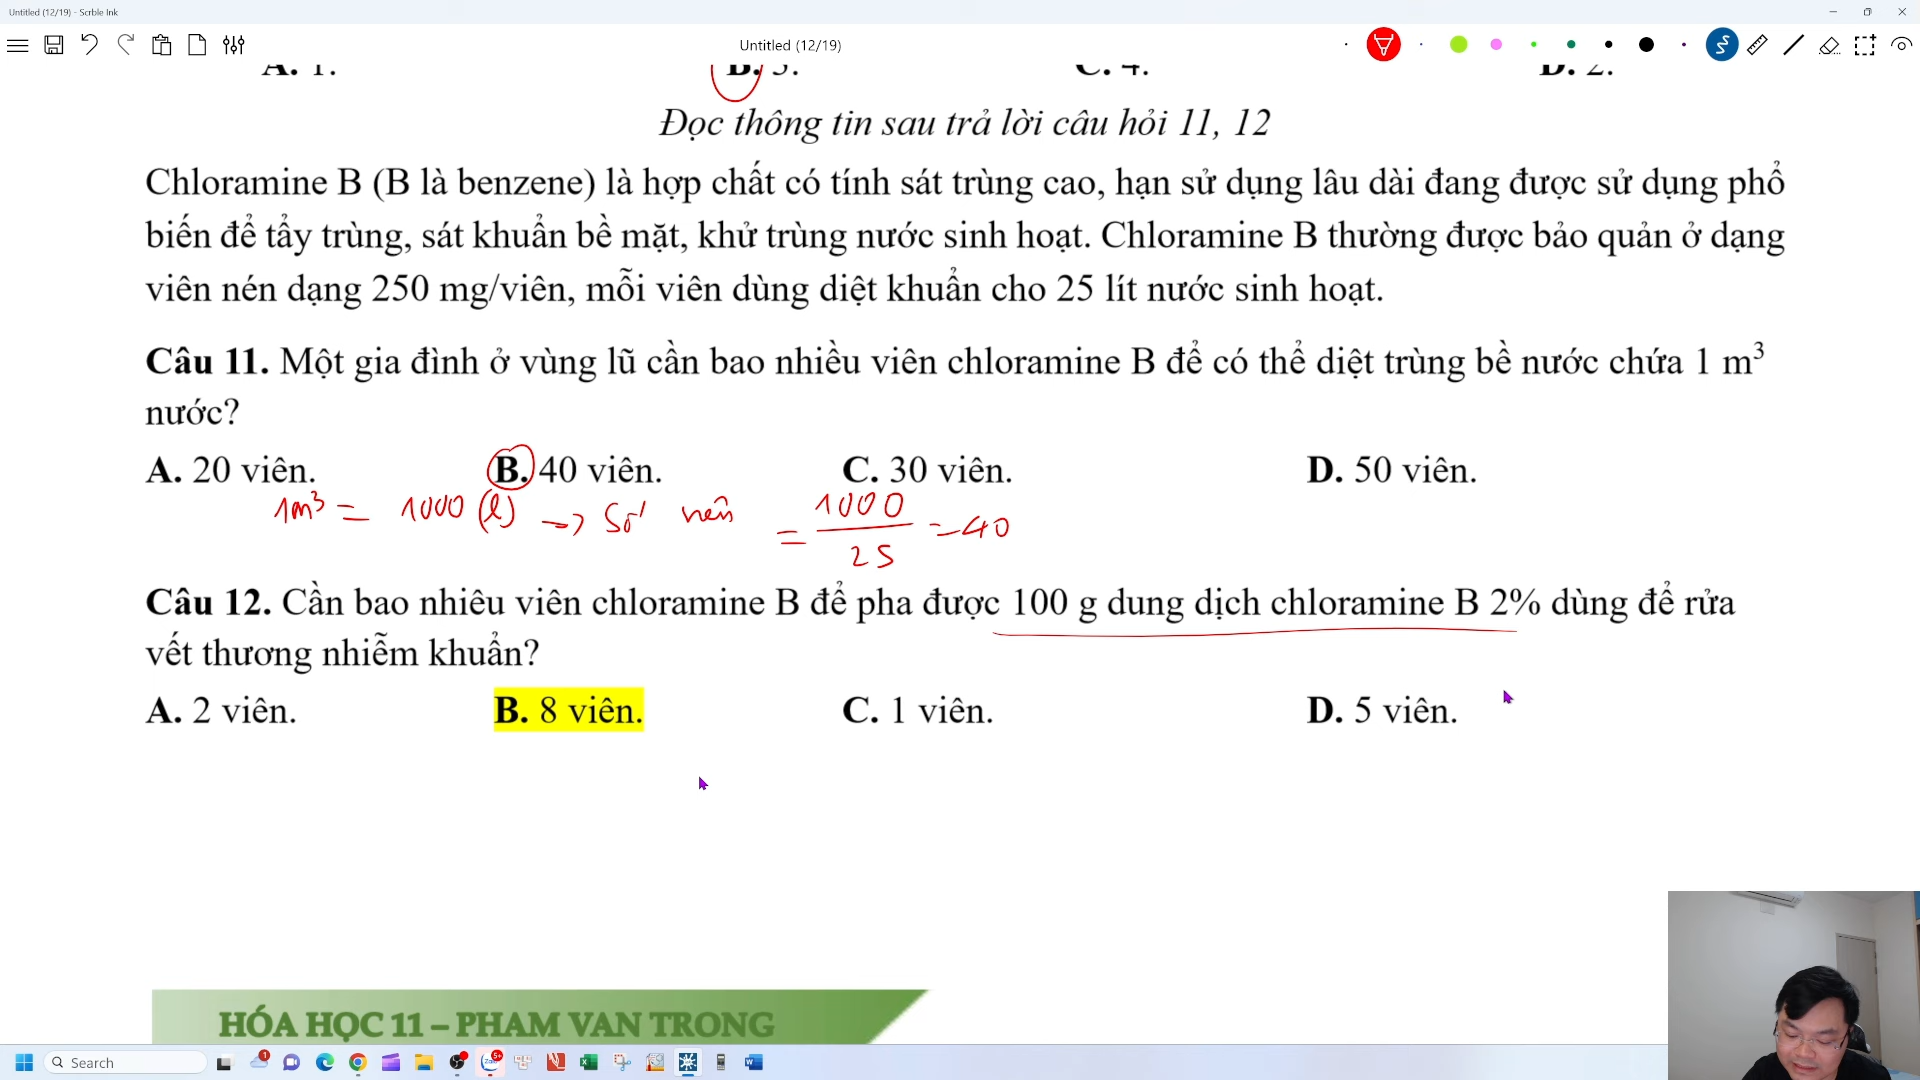 Untitled (12/19) - Scrble Ink
Untitled (12/19)
A. 1. B. 3. C. 4. D. 2.
Đọc thông tin sau trả lời câu hỏi 11, 12
Chloramine B (B là benzene) là hợp chất có tính sát trùng cao, hạn sử dụng lâu dài đang được sử dụng phổ
biến để tẩy trùng, sát khuẩn bề mặt, khử trùng nước sinh hoạt. Chloramine B thường được bảo quản ở dạng
viên nén dạng 250 mg/viên, mỗi viên dùng diệt khuẩn cho 25 lít nước sinh hoạt.
Câu 11. Một gia đình ở vùng lũ cần bao nhiều viên chloramine B để có thể diệt trùng bề nước chứa 1 m³
nước?
A. 20 viên. B. 40 viên. C. 30 viên. D. 50 viên.
1m³ = 1000 (l) → Số = 1000/25 = 40
Câu 12. Cần bao nhiêu viên chloramine B để pha được 100 g dung dịch chloramine B 2% dùng để rửa
vết thương nhiễm khuẩn?
A. 2 viên. B. 8 viên. C. 1 viên. D. 5 viên.
HÓA HỌC 11 – PHAM VAN TRONG
Search